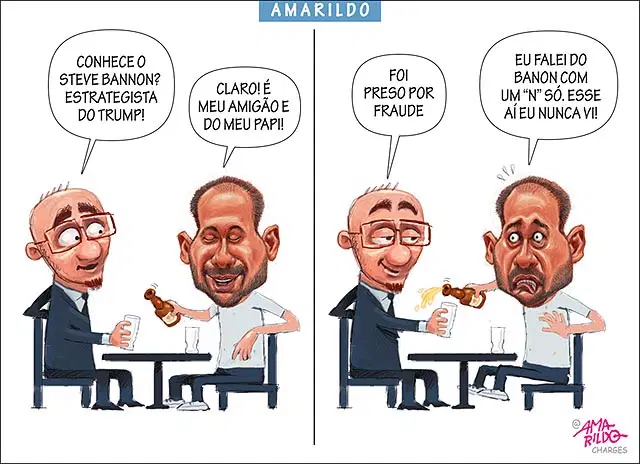 AMARILDO
CONHECE O
STEVE BANNON?
ESTRATEGISTA
DO TRUMP!
CLARO! É
MEU AMIGÃO E
DO MEU PAPI!
FOI
PRESO POR
FRAUDE
EU FALEI DO
BANON COM
UM “N” SÓ. ESSE
AÍ EU NUNCA VI!
@AMA-
RILDO
CHARGES